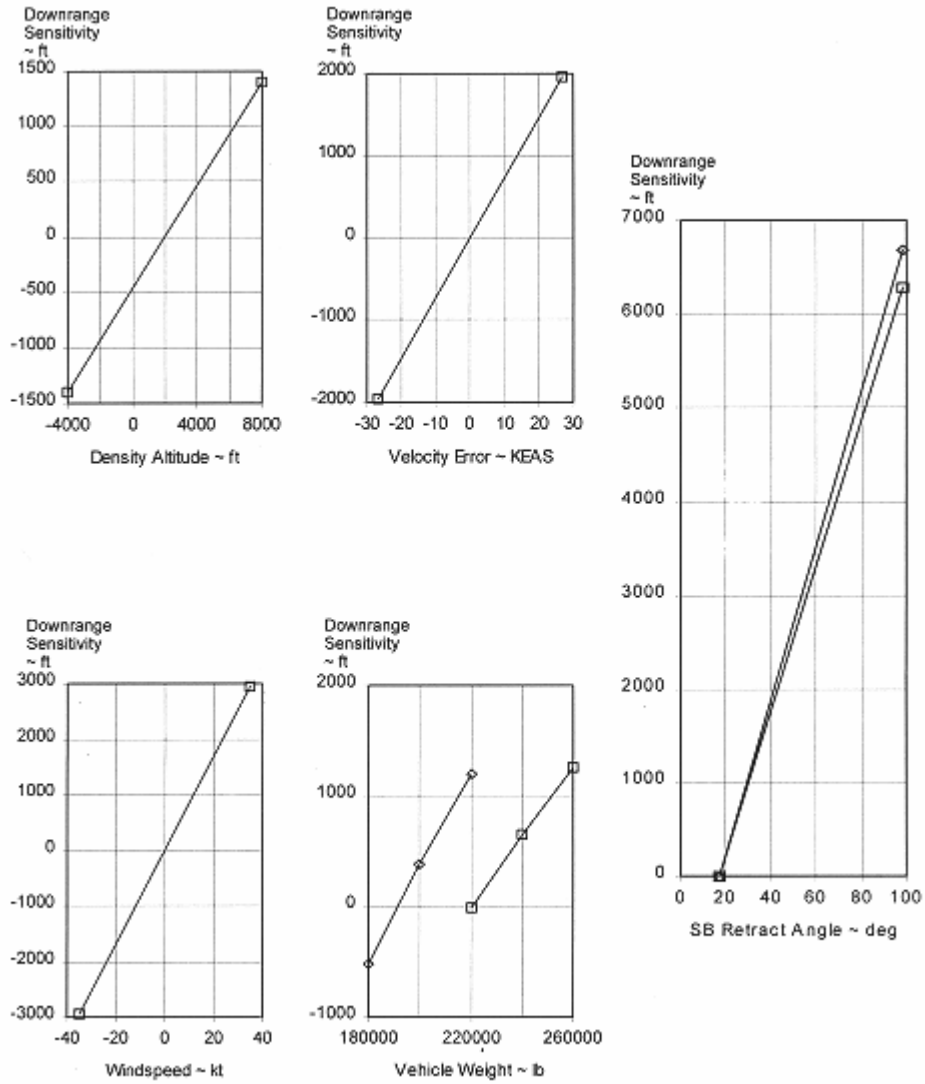 Downrange
Sensitivity
~ ft
1500
1000
500
0
-500
-1000
-1500
-4000 0 4000 8000
Density Altitude ~ ft
Downrange
Sensitivity
~ ft
2000
1000
0
-1000
-2000
-30 -20 -10 0 10 20 30
Velocity Error ~ KEAS
Downrange
Sensitivity
~ ft
7000
6000
7000
6000
4000
3000
2000
1000
0
0 20 40 60 80 100
SB Retract Angle ~ deg
Downrange
Sensitivity
~ ft
3000
2000
1000
0
-1000
-2000
-3000
-40 -20 0 20 40
Windspeed ~ kt
Downrange
Sensitivity
~ ft
2000
1000
0
-1000
180000 220000 260000
Vehicle Weight ~ lb